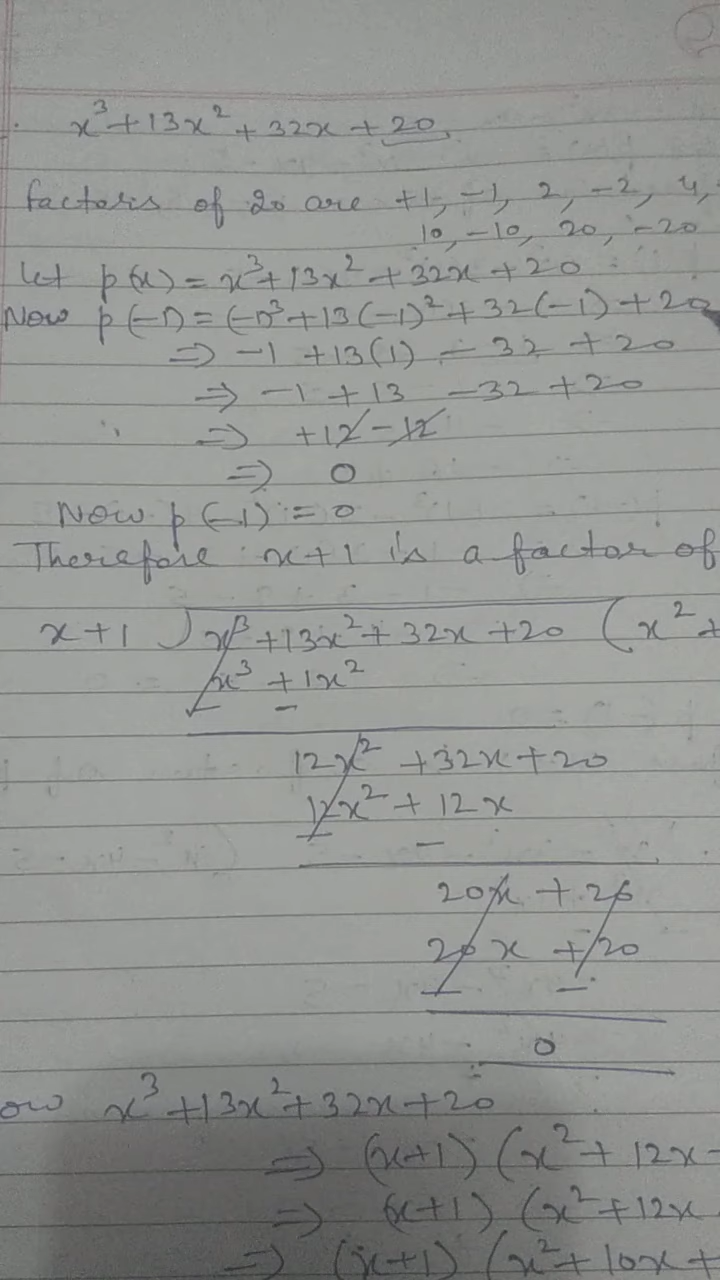 x³+13x²+32x+20
factors of 20 are +1, -1, 2, -2, 4,
10, -10, 20, -20
Let p(x) = x³+13x²+32x+20
Now p(-1) = (-1)³+13(-1)²+32(-1)+20
⇒ -1 +13(1) - 32 +20
⇒ -1 +13 -32 +20
⇒ +12 -12
⇒ 0
Now p(-1) = 0
Therefore x+1 is a factor of
x+1 ) x³+13x²+32x+20 ( x²+
x³ +1x²
- -
12x² +32x+20
12x² +12x
- -
20x +20
20x +20
- -
0
ow x³+13x²+32x+20
⇒ (x+1) (x²+12x
⇒ (x+1) (x²+12x
⇒ (x+1) (x²+10x+